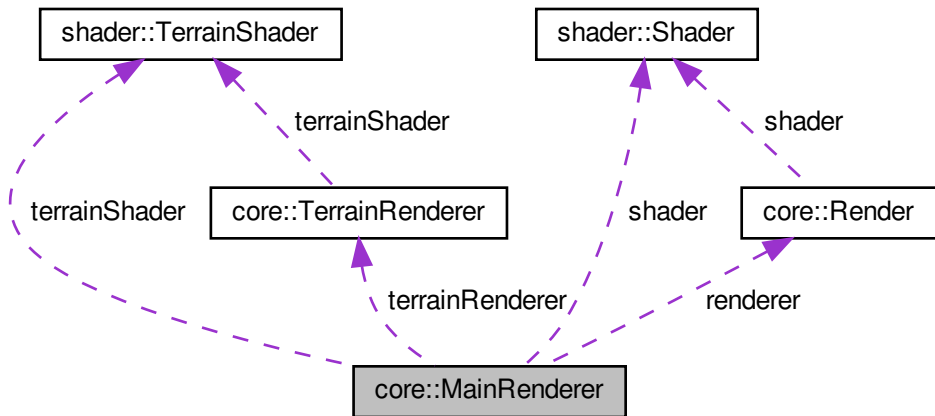 shader::TerrainShader
shader::Shader
terrainShader
shader
terrainShader
core::TerrainRenderer
shader
core::Render
terrainRenderer
renderer
core::MainRenderer